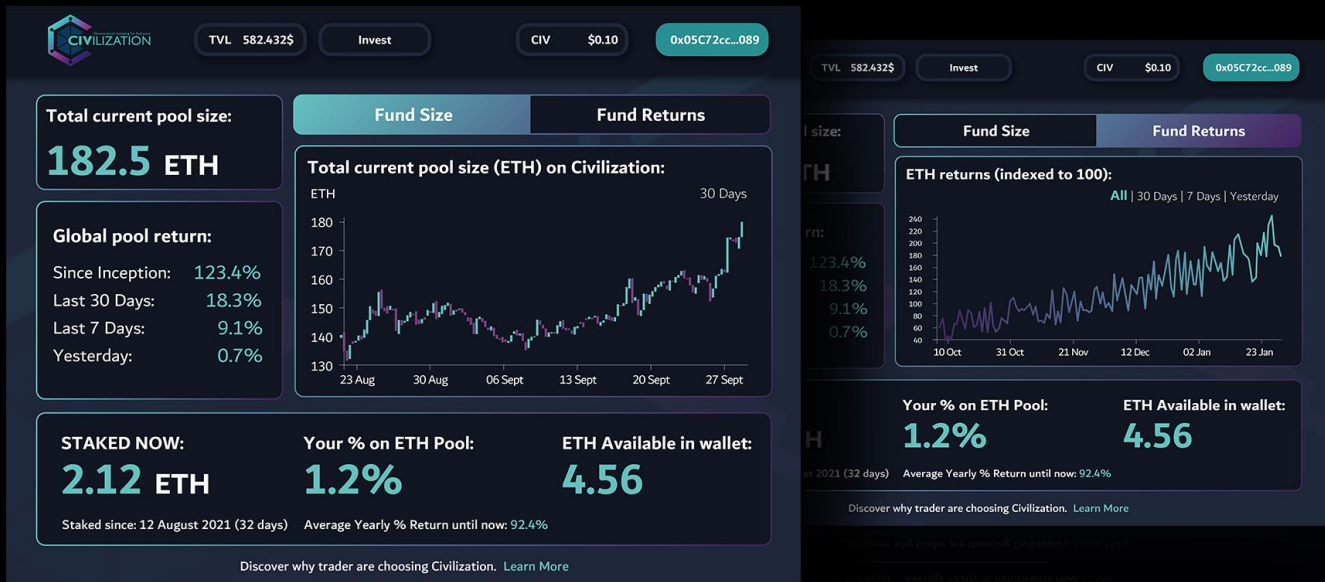 CIVILIZATION
TVL 582.432$
Invest
CIV $0.10
0x05C72cc...089
Total current pool size:
182.5 ETH
Global pool return:
Since Inception: 123.4%
Last 30 Days: 18.3%
Last 7 Days: 9.1%
Yesterday: 0.7%
Fund Size
Fund Returns
Total current pool size (ETH) on Civilization:
ETH
30 Days
180
170
160
150
140
130
23 Aug 30 Aug 06 Sept 13 Sept 20 Sept 27 Sept
STAKED NOW:
2.12 ETH
Staked since: 12 August 2021 (32 days)
Your % on ETH Pool:
1.2%
Average Yearly % Return until now: 92.4%
ETH Available in wallet:
4.56
Discover why trader are choosing Civilization. Learn More
TVL 582.432$
Invest
CIV $0.10
0x05C72cc...089
l size:
TH
rn:
123.4%
18.3%
9.1%
0.7%
Fund Size
Fund Returns
ETH returns (indexed to 100):
All | 30 Days | 7 Days | Yesterday
240
220
200
180
160
140
120
100
80
60
40
10 Oct 31 Oct 21 Nov 12 Dec 02 Jan 23 Jan
H
st 2021 (32 days)
Your % on ETH Pool:
1.2%
Average Yearly % Return until now: 92.4%
ETH Available in wallet:
4.56
Discover why trader are choosing Civilization. Learn More